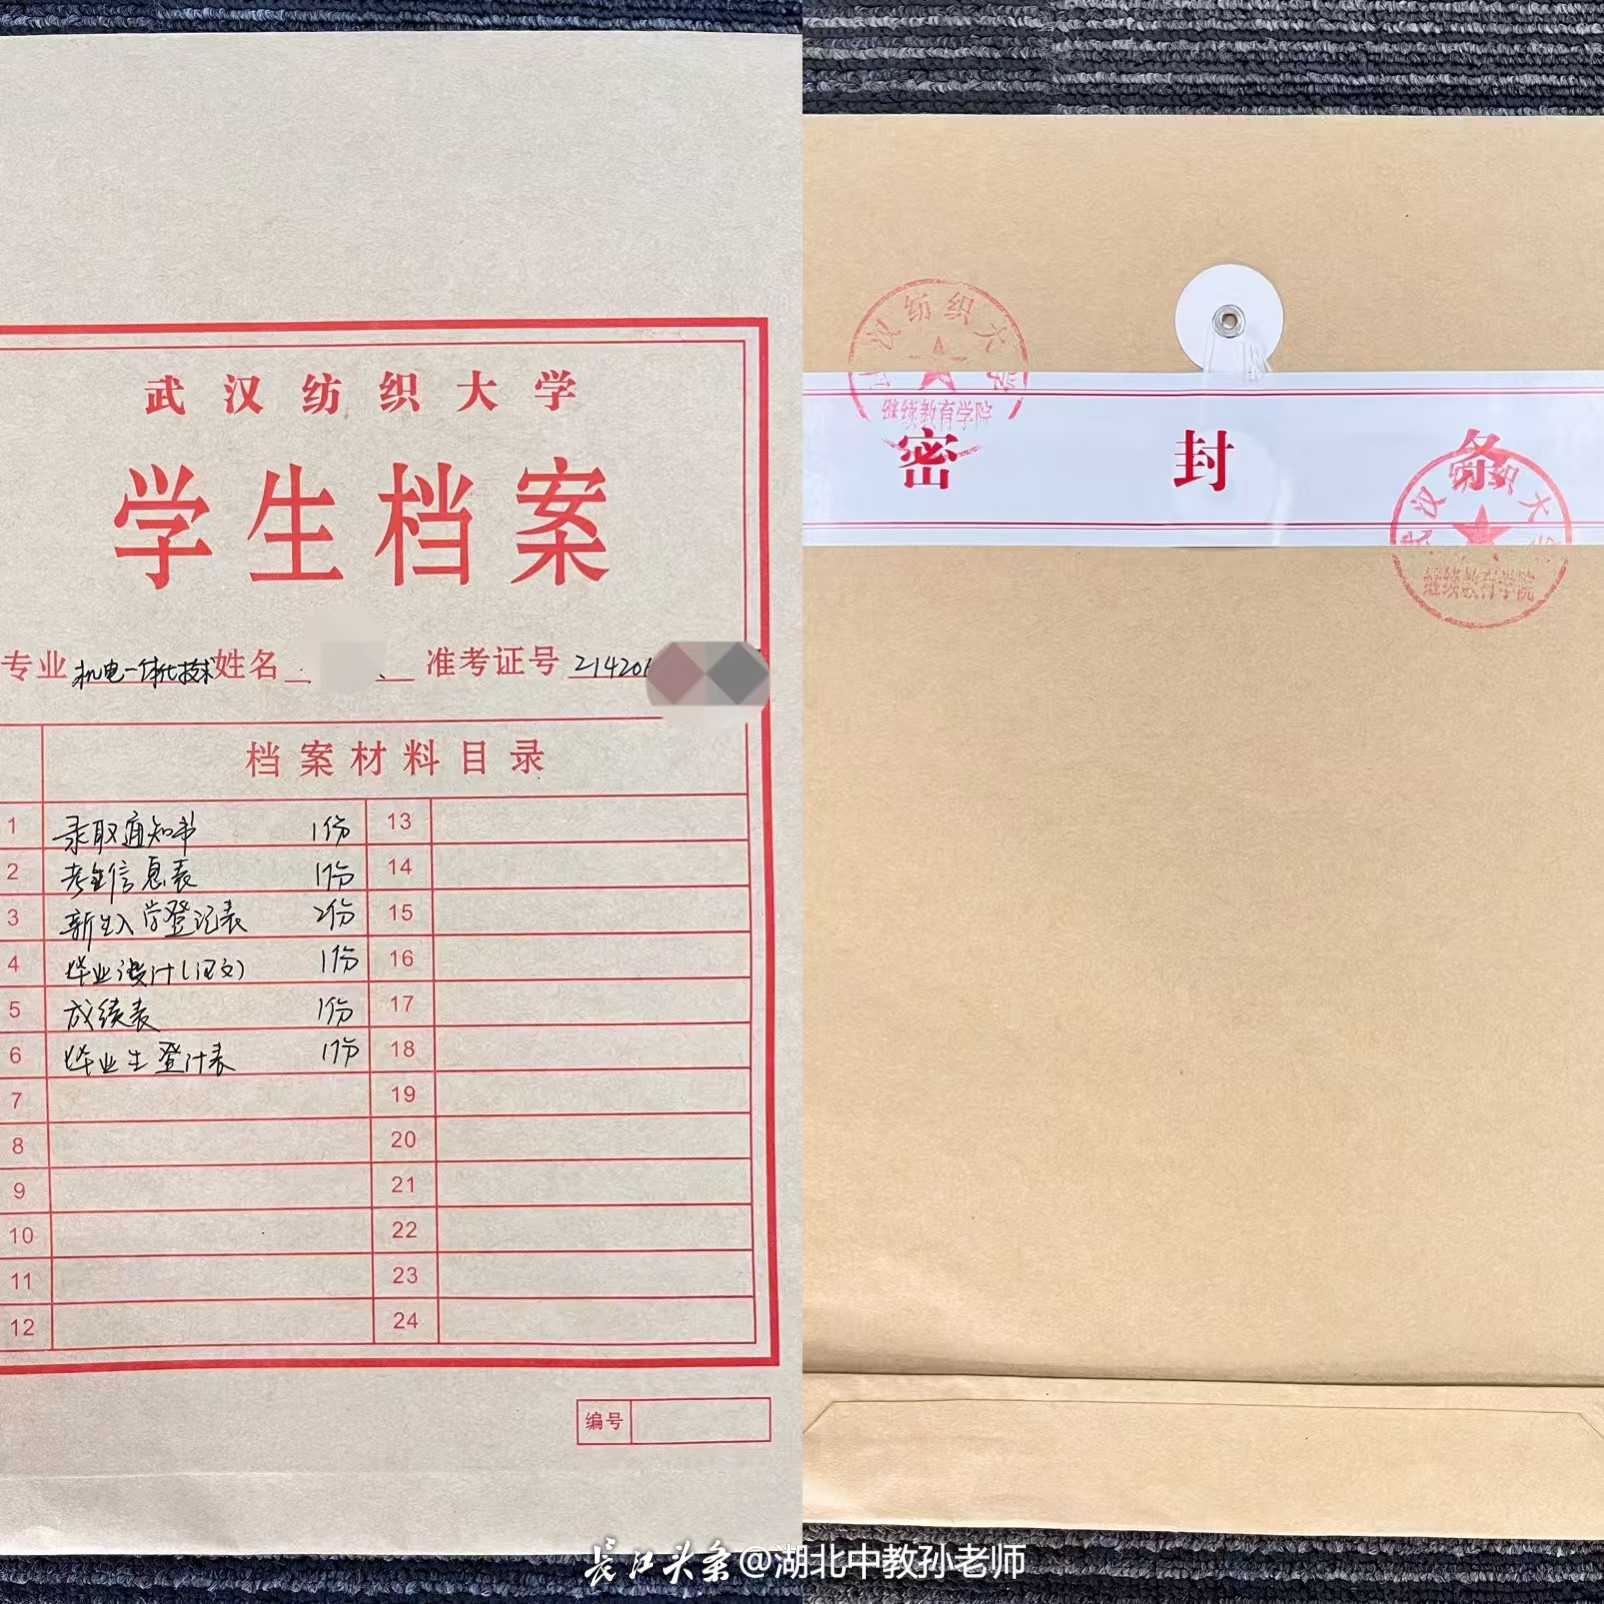 武汉纺织大学
学生档案
专业 机电一体化技术 姓名 准考证号 214201
档案材料目录
1 录取通知书 1份 13
2 考生信息表 1份 14
3 新生入学登记表 2份 15
4 毕业设计(论文) 1份 16
5 成绩表 1份 17
6 毕业生登计表 1份 18
7 19
8 20
9 21
10 22
11 23
12 24
编号
汉纺织大学
继续教育学院
密封条
武汉纺织大学
继续教育学院
长江头条@湖北中教孙老师